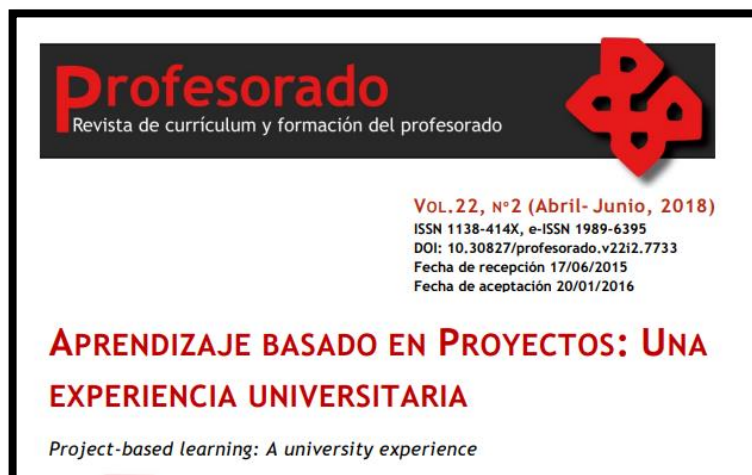 Profesorado
Revista de currículum y formación del profesorado
VOL.22, Nº2 (Abril- Junio, 2018)
ISSN 1138-414X, e-ISSN 1989-6395
DOI: 10.30827/profesorado.v22i2.7733
Fecha de recepción 17/06/2015
Fecha de aceptación 20/01/2016
APRENDIZAJE BASADO EN PROYECTOS: UNA
EXPERIENCIA UNIVERSITARIA
Project-based learning: A university experience